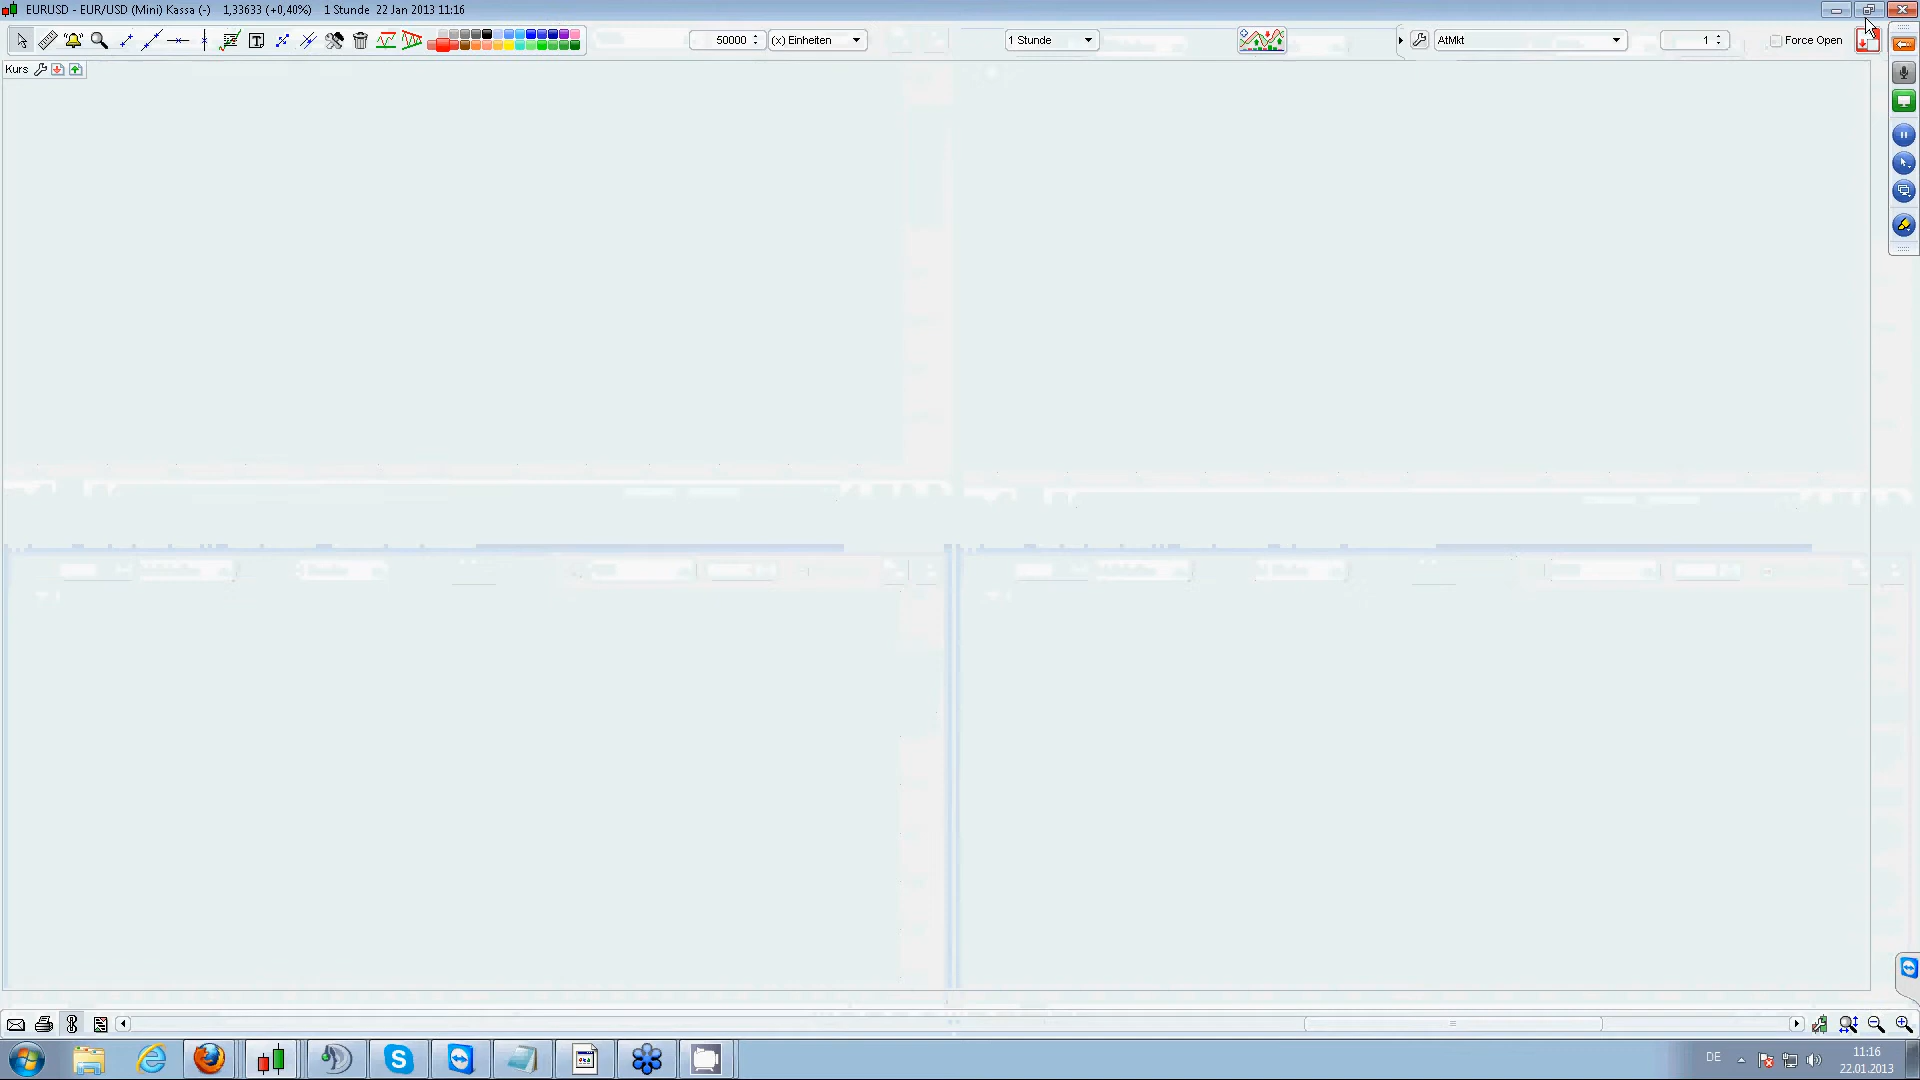 EURUSD - EUR/USD (Mini) Kassa (-) 1,33633 (+0,40%) 1 Stunde 22 Jan 2013 11:16
50000 (x) Einheiten 1 Stunde AtMkt 1 Force Open
Kurs
DE 11:16
22.01.2013